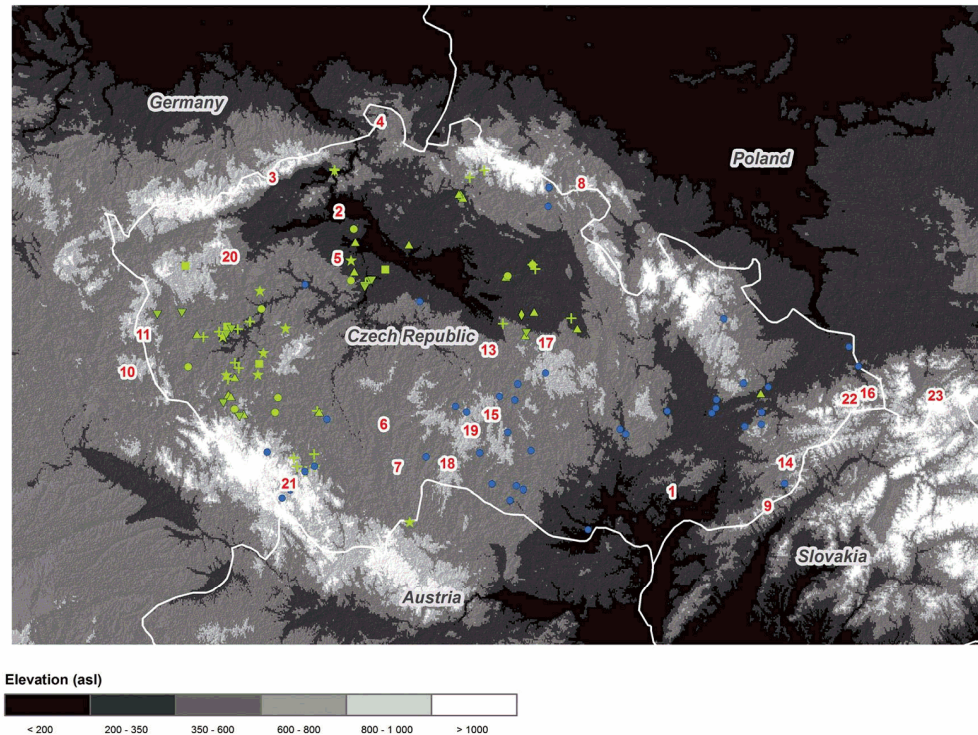 Germany
4
Poland
3
8
2
20
5
11
Czech Republic
13
17
10
22
16
23
15
6
19
7
18
14
21
1
9
Slovakia
Austria
Elevation (asl)
< 200
200 - 350
350 - 600
600 - 800
800 - 1 000
> 1000